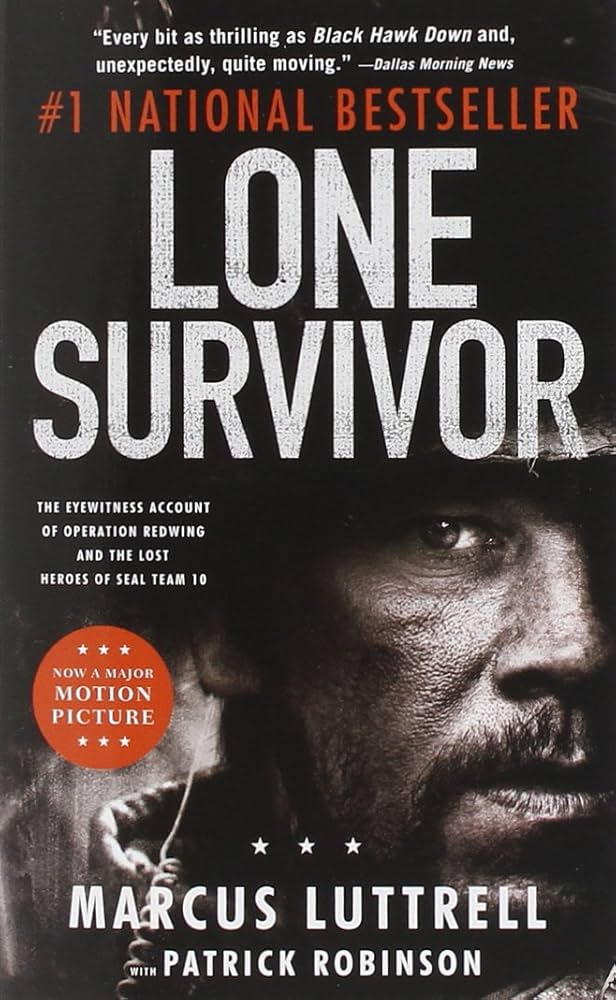 “Every bit as thrilling as Black Hawk Down and,
unexpectedly, quite moving.” —Dallas Morning News
#1 NATIONAL BESTSELLER
LONE
SURVIVOR
THE EYEWITNESS ACCOUNT
OF OPERATION REDWING
AND THE LOST
HEROES OF SEAL TEAM 10
NOW A MAJOR
MOTION
PICTURE
MARCUS LUTTRELL
WITH PATRICK ROBINSON